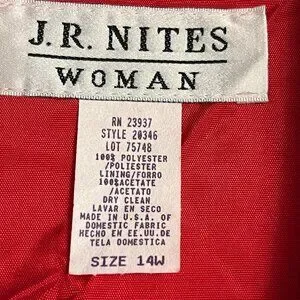 J.R. NITES
WOMAN
RN 23937
STYLE 20346
LOT 75748
100% POLYESTER
/POLIESTER
LINING/FORRO
100%ACETATE
/ACETATO
DRY CLEAN
LAVAR EN SECO
MADE IN U.S.A. OF
DOMESTIC FABRIC
HECHO EN EE.UU.DE
TELA DOMESTICA
SIZE 14W